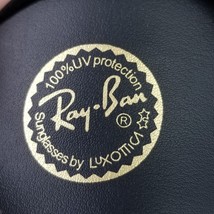 100%UV protection
Ray-Ban
®
Sunglasses by Luxottica